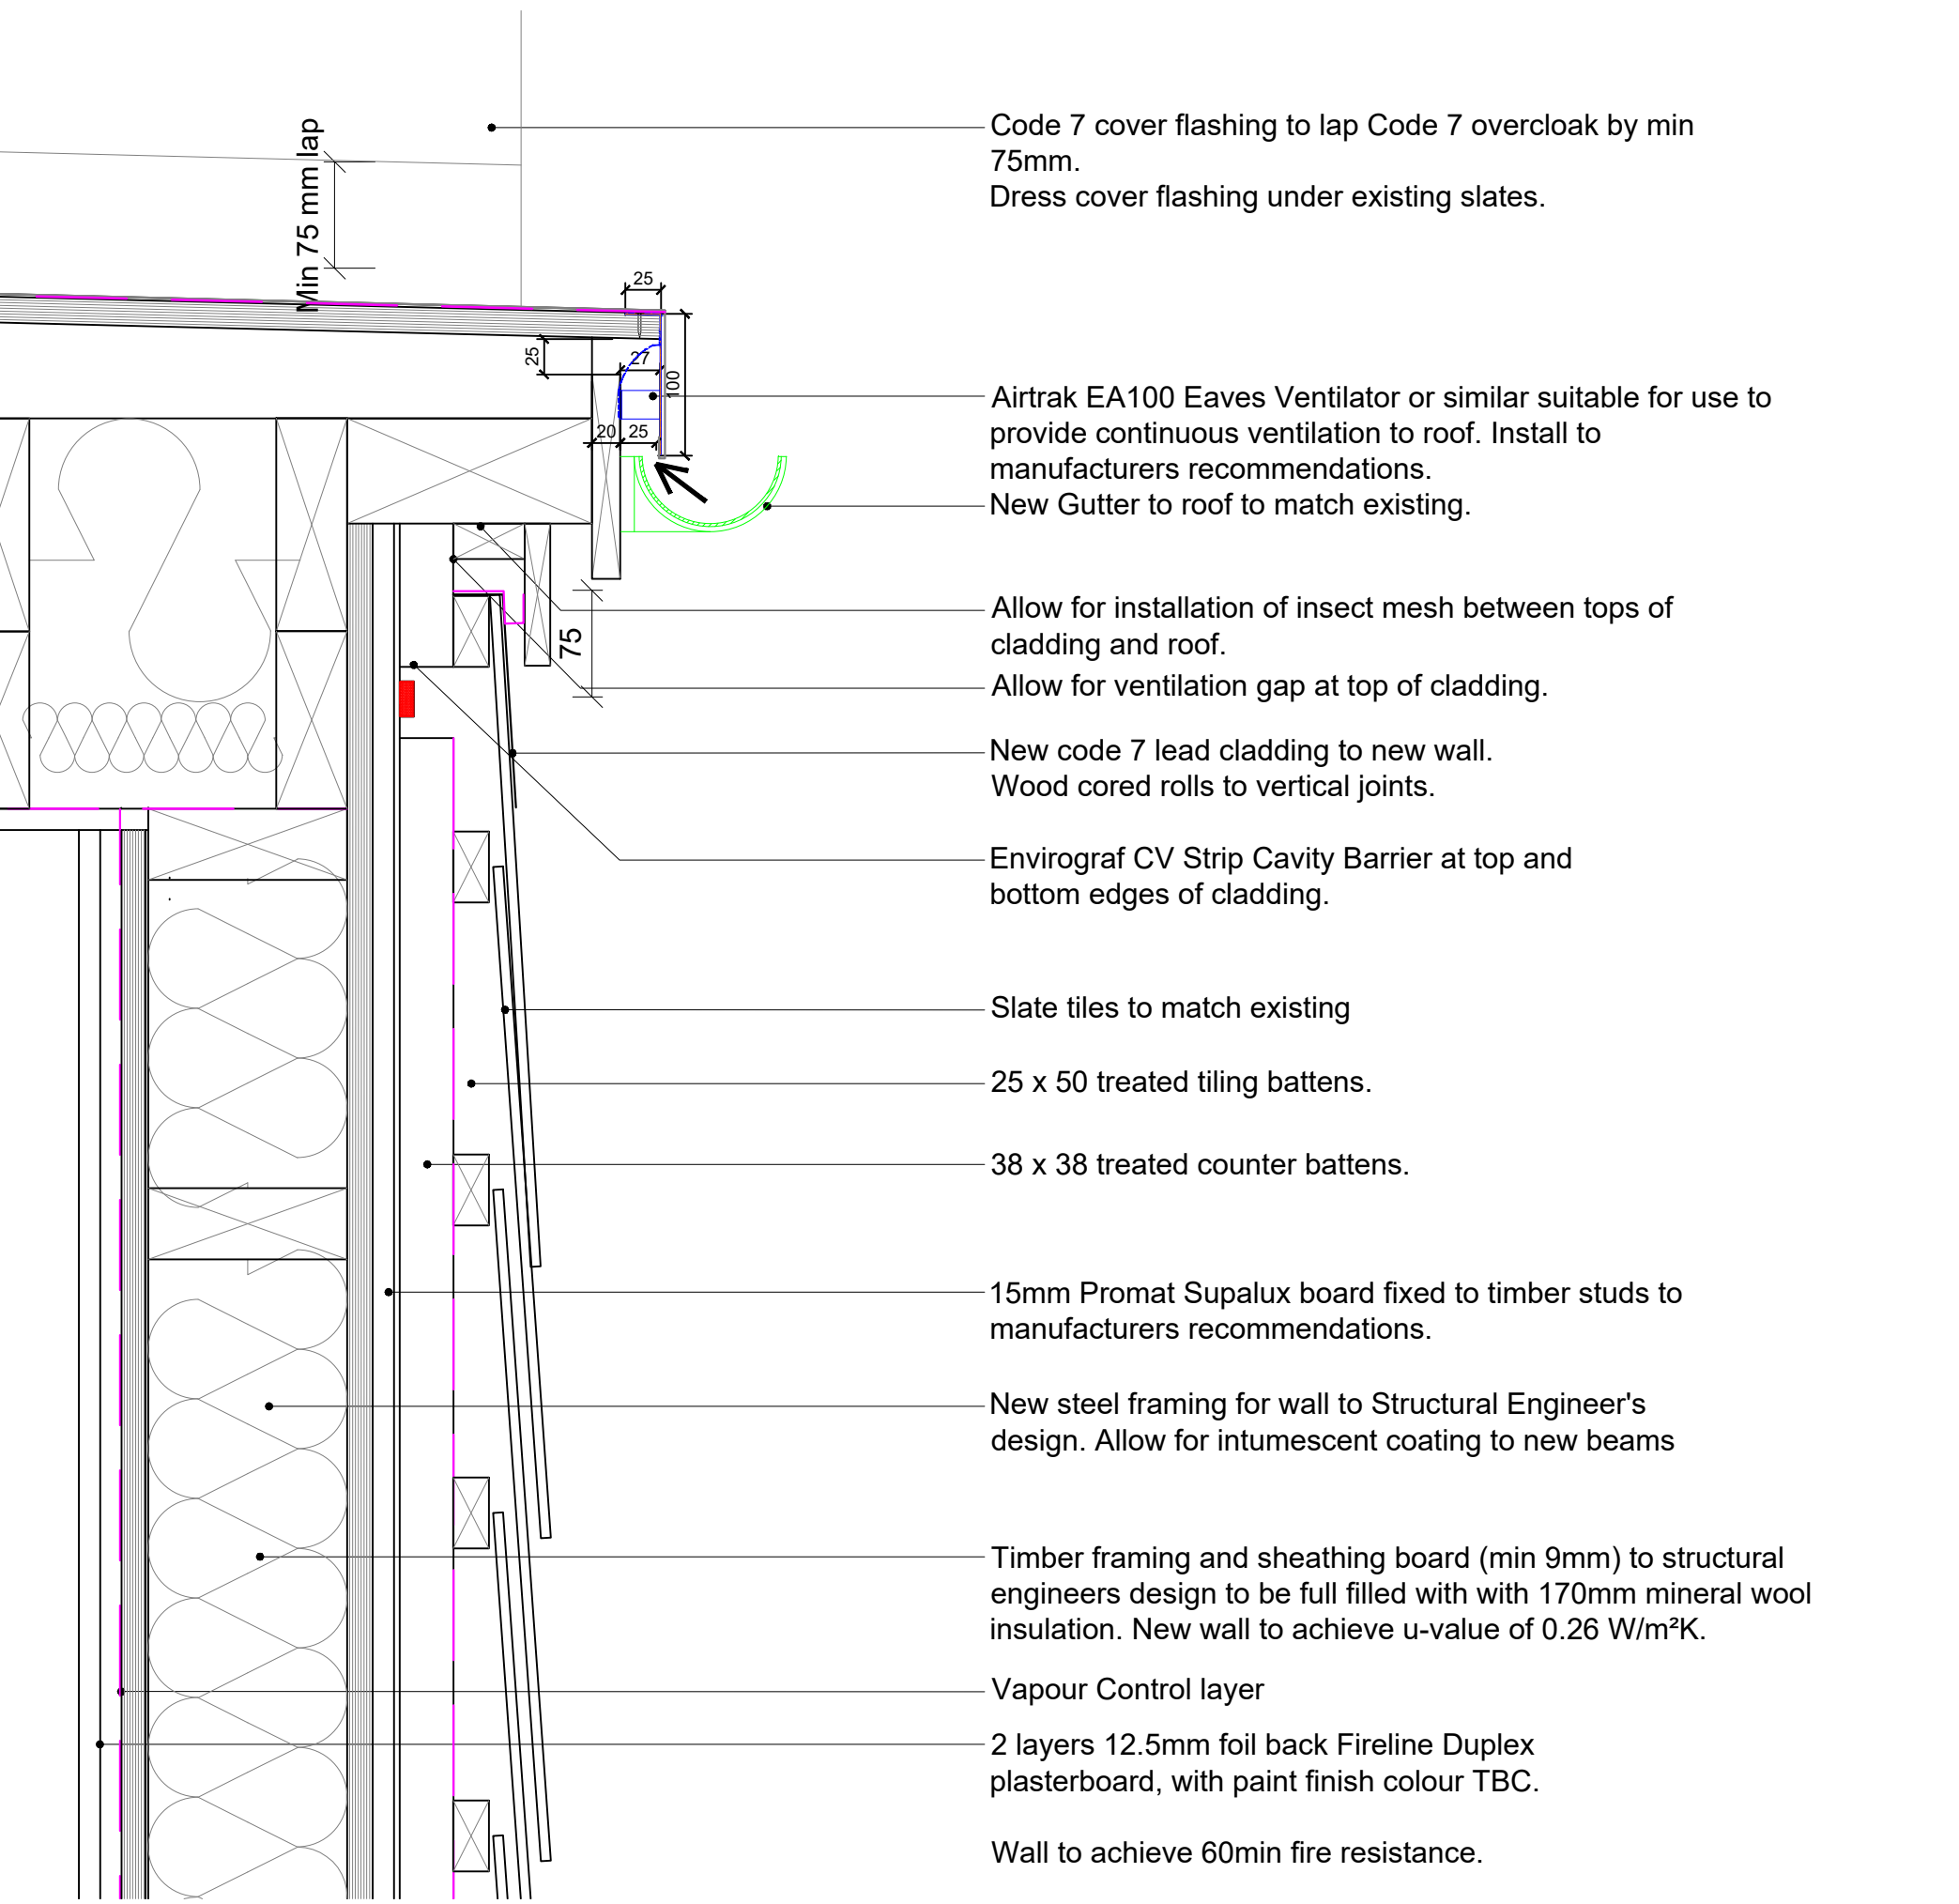 Code 7 cover flashing to lap Code 7 overcloak by min
75mm.
Dress cover flashing under existing slates.
Min 75 mm lap
25
25
27
100
20
25
Airtrak EA100 Eaves Ventilator or similar suitable for use to
provide continuous ventilation to roof. Install to
manufacturers recommendations.
New Gutter to roof to match existing.
Allow for installation of insect mesh between tops of
cladding and roof.
75
Allow for ventilation gap at top of cladding.
New code 7 lead cladding to new wall.
Wood cored rolls to vertical joints.
Envirograf CV Strip Cavity Barrier at top and
bottom edges of cladding.
Slate tiles to match existing
25 x 50 treated tiling battens.
38 x 38 treated counter battens.
15mm Promat Supalux board fixed to timber studs to
manufacturers recommendations.
New steel framing for wall to Structural Engineer's
design. Allow for intumescent coating to new beams
Timber framing and sheathing board (min 9mm) to structural
engineers design to be full filled with with 170mm mineral wool
insulation. New wall to achieve u-value of 0.26 W/m²K.
Vapour Control layer
2 layers 12.5mm foil back Fireline Duplex
plasterboard, with paint finish colour TBC.
Wall to achieve 60min fire resistance.